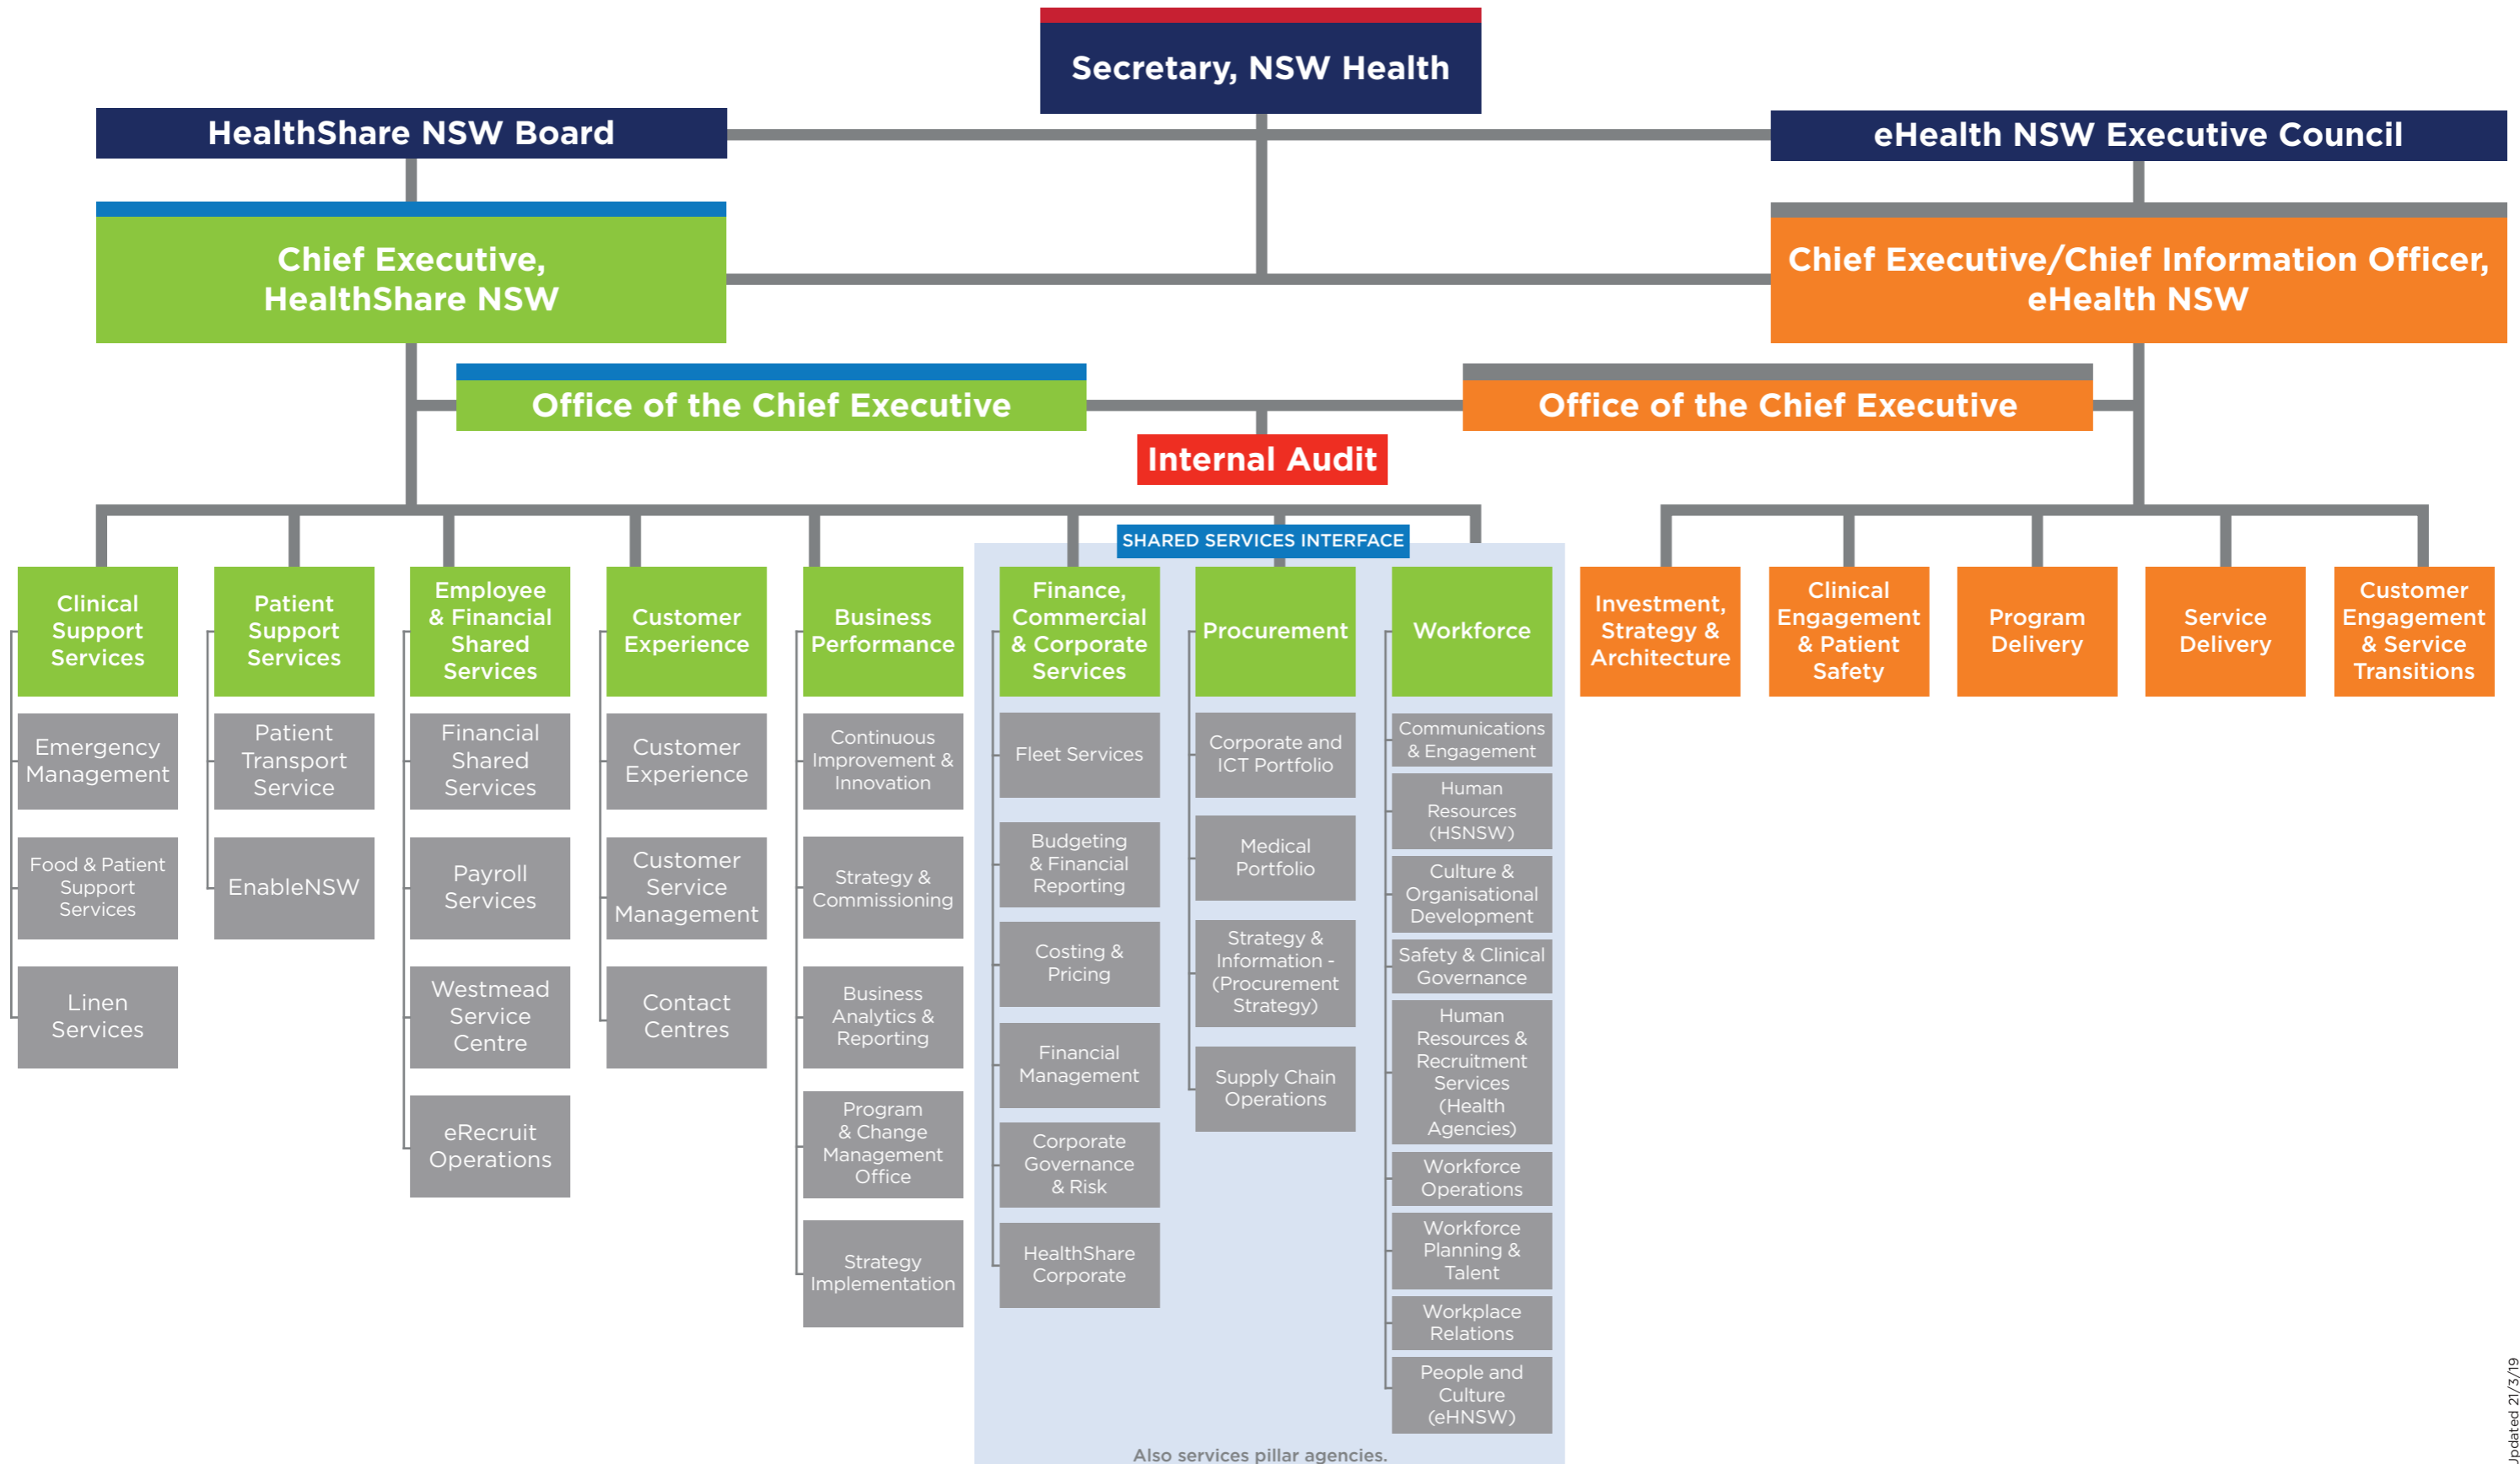 Secretary, NSW Health
HealthShare NSW Board
eHealth NSW Executive Council
Chief Executive,
HealthShare NSW
Chief Executive/Chief Information Officer,
eHealth NSW
Office of the Chief Executive
Office of the Chief Executive
Internal Audit
SHARED SERVICES INTERFACE
Clinical
Support
Services
Emergency
Management
Food & Patient
Support
Services
Linen
Services
Patient
Support
Services
Patient
Transport
Service
EnableNSW
Employee
& Financial
Shared
Services
Financial
Shared
Services
Payroll
Services
Westmead
Service
Centre
eRecruit
Operations
Customer
Experience
Customer
Experience
Customer
Service
Management
Contact
Centres
Business
Performance
Continuous
Improvement &
Innovation
Strategy &
Commissioning
Business
Analytics &
Reporting
Program
& Change
Management
Office
Strategy
Implementation
Finance,
Commercial
& Corporate
Services
Fleet Services
Budgeting
& Financial
Reporting
Costing &
Pricing
Financial
Management
Corporate
Governance
& Risk
HealthShare
Corporate
Procurement
Corporate and
ICT Portfolio
Medical
Portfolio
Strategy &
Information -
(Procurement
Strategy)
Supply Chain
Operations
Workforce
Communications
& Engagement
Human
Resources
(HSNSW)
Culture &
Organisational
Development
Safety & Clinical
Governance
Human
Resources &
Recruitment
Services
(Health
Agencies)
Workforce
Operations
Workforce
Planning &
Talent
Workplace
Relations
People and
Culture
(eHNSW)
Investment,
Strategy &
Architecture
Clinical
Engagement
& Patient
Safety
Program
Delivery
Service
Delivery
Customer
Engagement
& Service
Transitions
Also services pillar agencies.
Updated 21/3/19